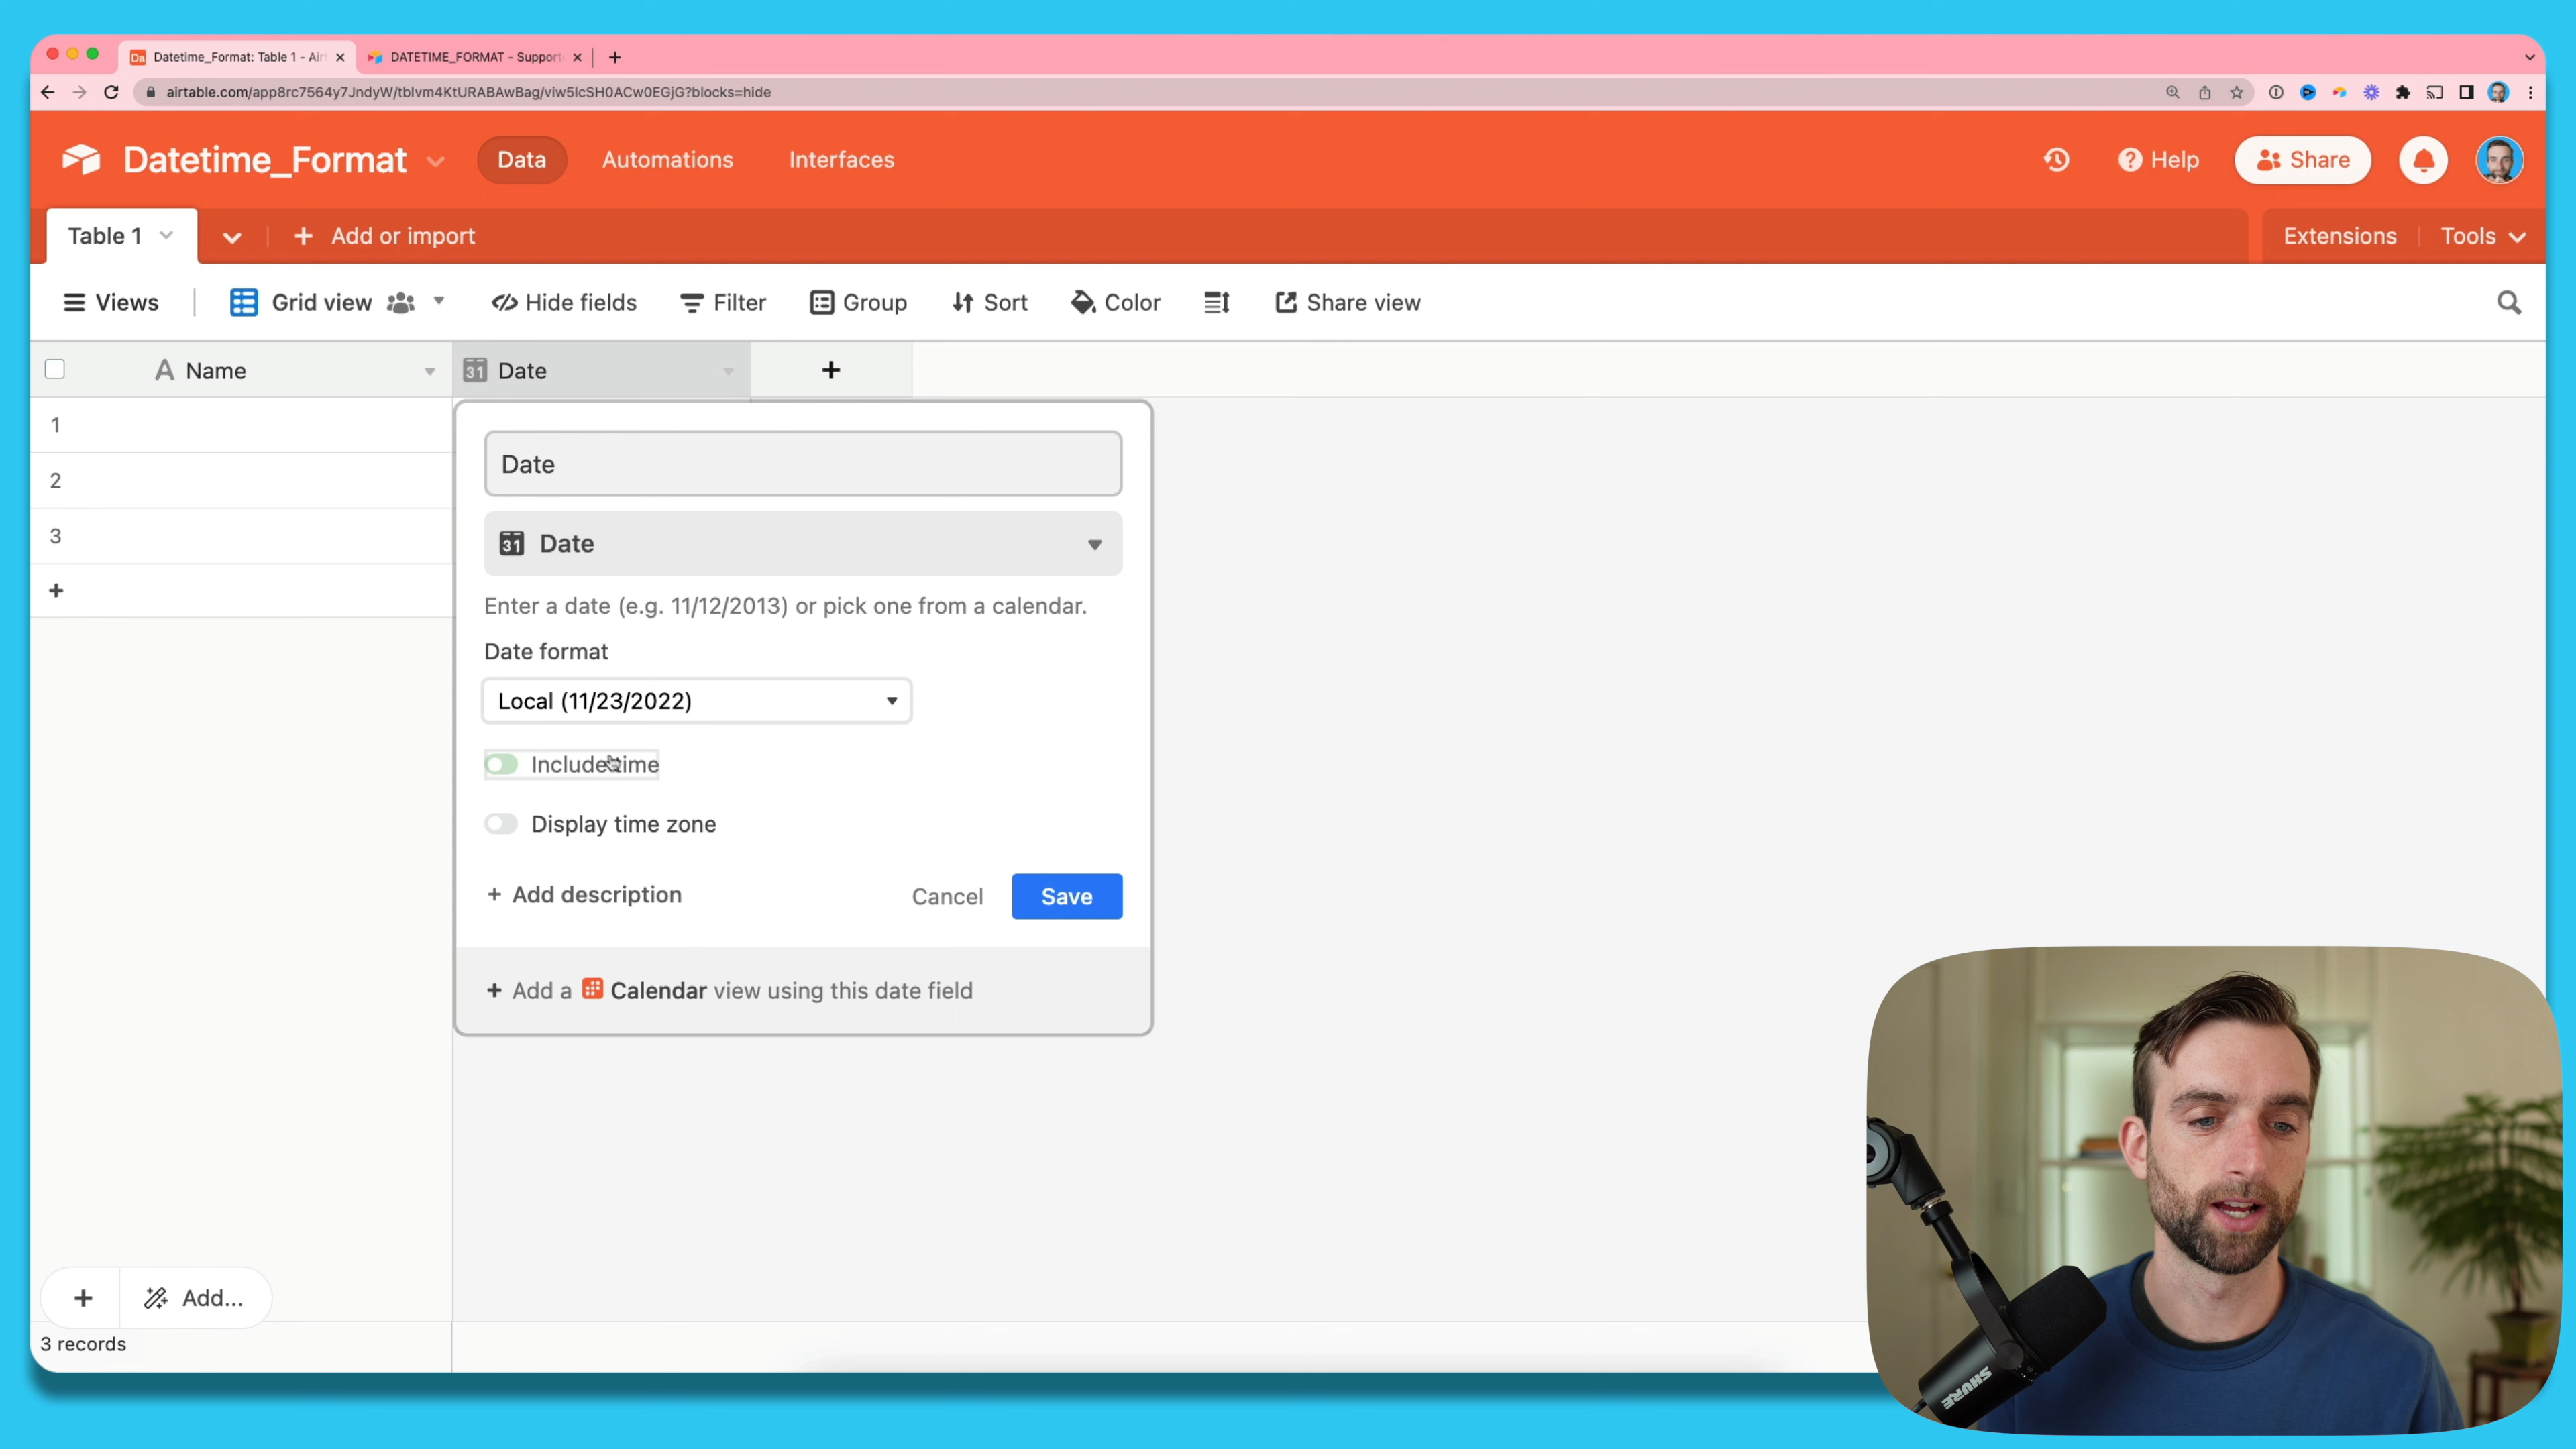 Da Datetime_Format: Table 1 - Air
DATETIME_FORMAT - Support
airtable.com/app8rc7564y7JndyW/tblvm4KtURABAwBag/viw5lcSH0ACw0EGjG?blocks=hide
Datetime_Format
Data
Automations
Interfaces
Help
Share
Table 1
Add or import
Extensions
Tools
Views
Grid view
Hide fields
Filter
Group
Sort
Color
Share view
Name
31 Date
1
2
3
Date
31 Date
Enter a date (e.g. 11/12/2013) or pick one from a calendar.
Date format
Local (11/23/2022)
Include time
Display time zone
+ Add description
Cancel
Save
+ Add a Calendar view using this date field
+
Add...
3 records
SHURE